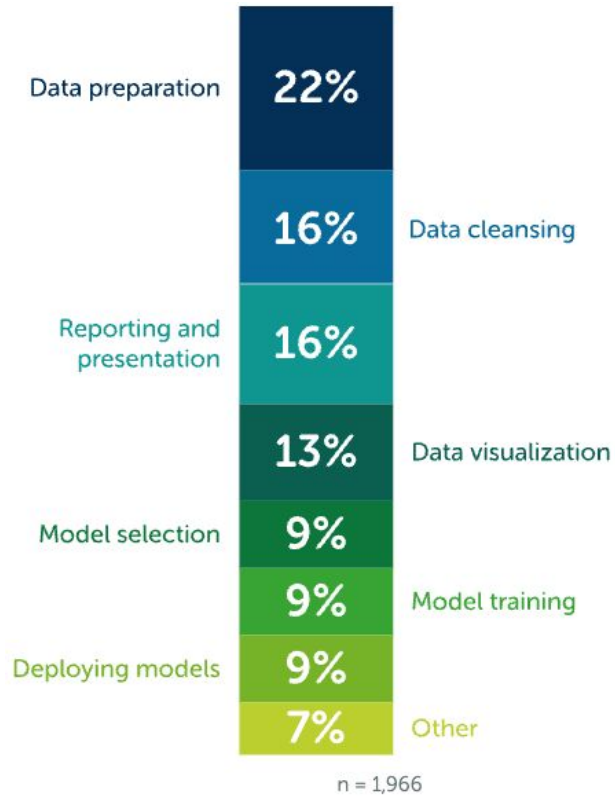 Data preparation
22%
16%
Data cleansing
Reporting and
presentation
16%
13%
Data visualization
Model selection
9%
9%
Model training
Deploying models
9%
7%
Other
n = 1,966